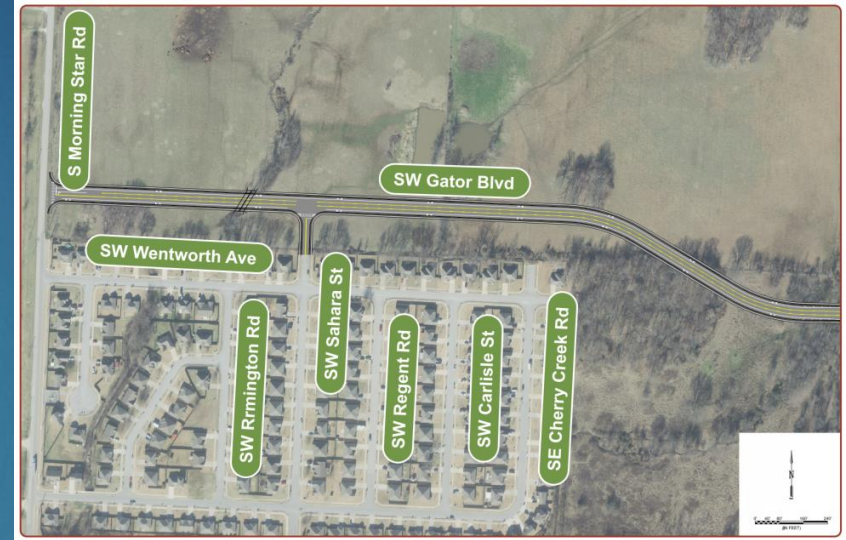 S Morning Star Rd
SW Gator Blvd
SW Wentworth Ave
SW Sahara St
SW Rrmington Rd
SW Regent Rd
SW Carlisle St
SE Cherry Creek Rd